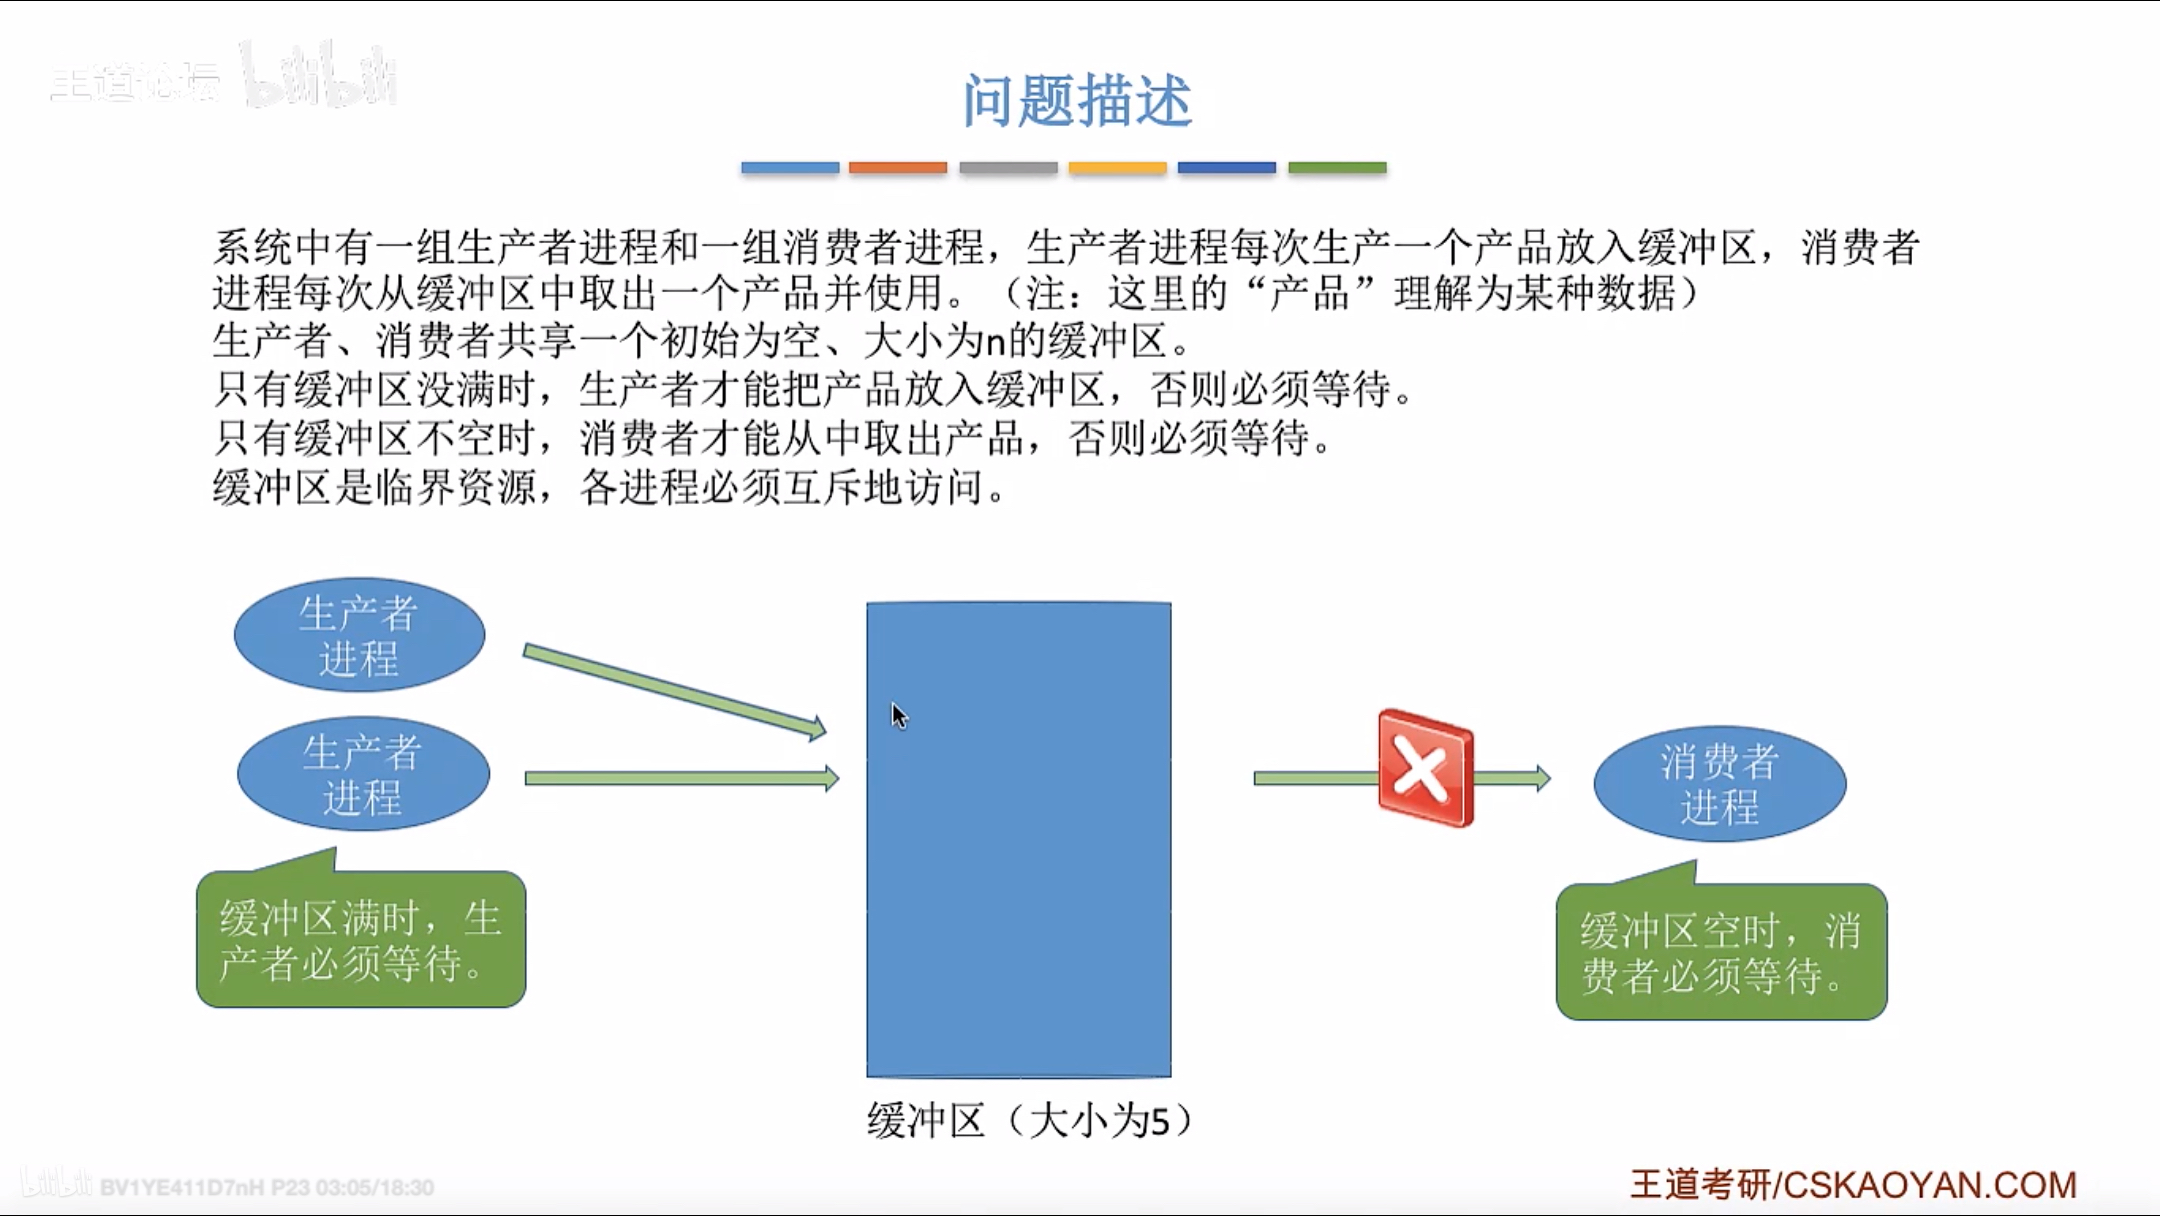 王道论坛 bilibili
问题描述
系统中有一组生产者进程和一组消费者进程，生产者进程每次生产一个产品放入缓冲区，消费者
进程每次从缓冲区中取出一个产品并使用。（注：这里的“产品”理解为某种数据）
生产者、消费者共享一个初始为空、大小为n的缓冲区。
只有缓冲区没满时，生产者才能把产品放入缓冲区，否则必须等待。
只有缓冲区不空时，消费者才能从中取出产品，否则必须等待。
缓冲区是临界资源，各进程必须互斥地访问。
生产者
进程
生产者
进程
缓冲区满时，生
产者必须等待。
消费者
进程
缓冲区空时，消
费者必须等待。
缓冲区（大小为5）
bilibili BV1YE411D7nH P23 03:05/18:30
王道考研/CSKAOYAN.COM